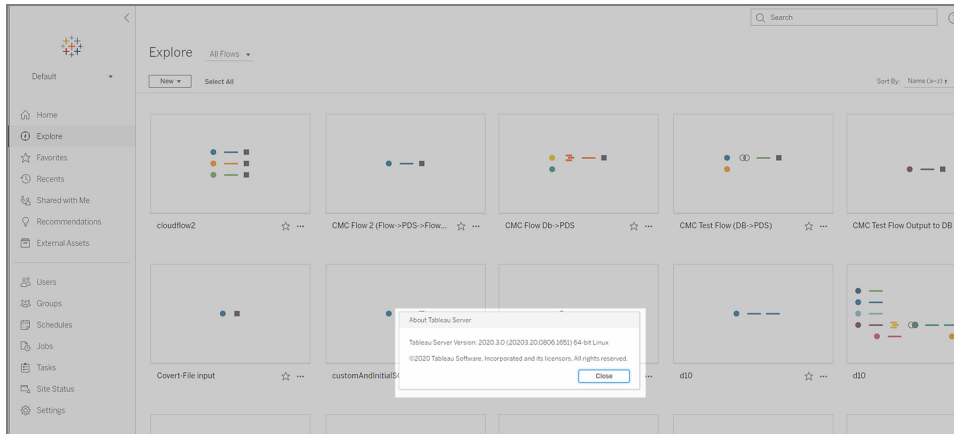 Search
Explore
All Flows
Default
New
Select All
Sort By: Name (a–z)
Home
Explore
Favorites
Recents
Shared with Me
Recommendations
External Assets
Users
Groups
Schedules
Jobs
Tasks
Site Status
Settings
cloudflow2
CMC Flow 2 (Flow->PDS->Flow...
CMC Flow Db->PDS
CMC Test Flow (DB->PDS)
CMC Test Flow Output to DB
Covert-File input
customAndInitialSQ
d10
d10
About Tableau Server
Tableau Server Version: 2020.3.0 (20203.20.0806.1651) 64-bit Linux
©2020 Tableau Software, Incorporated and its licensors. All rights reserved.
Close